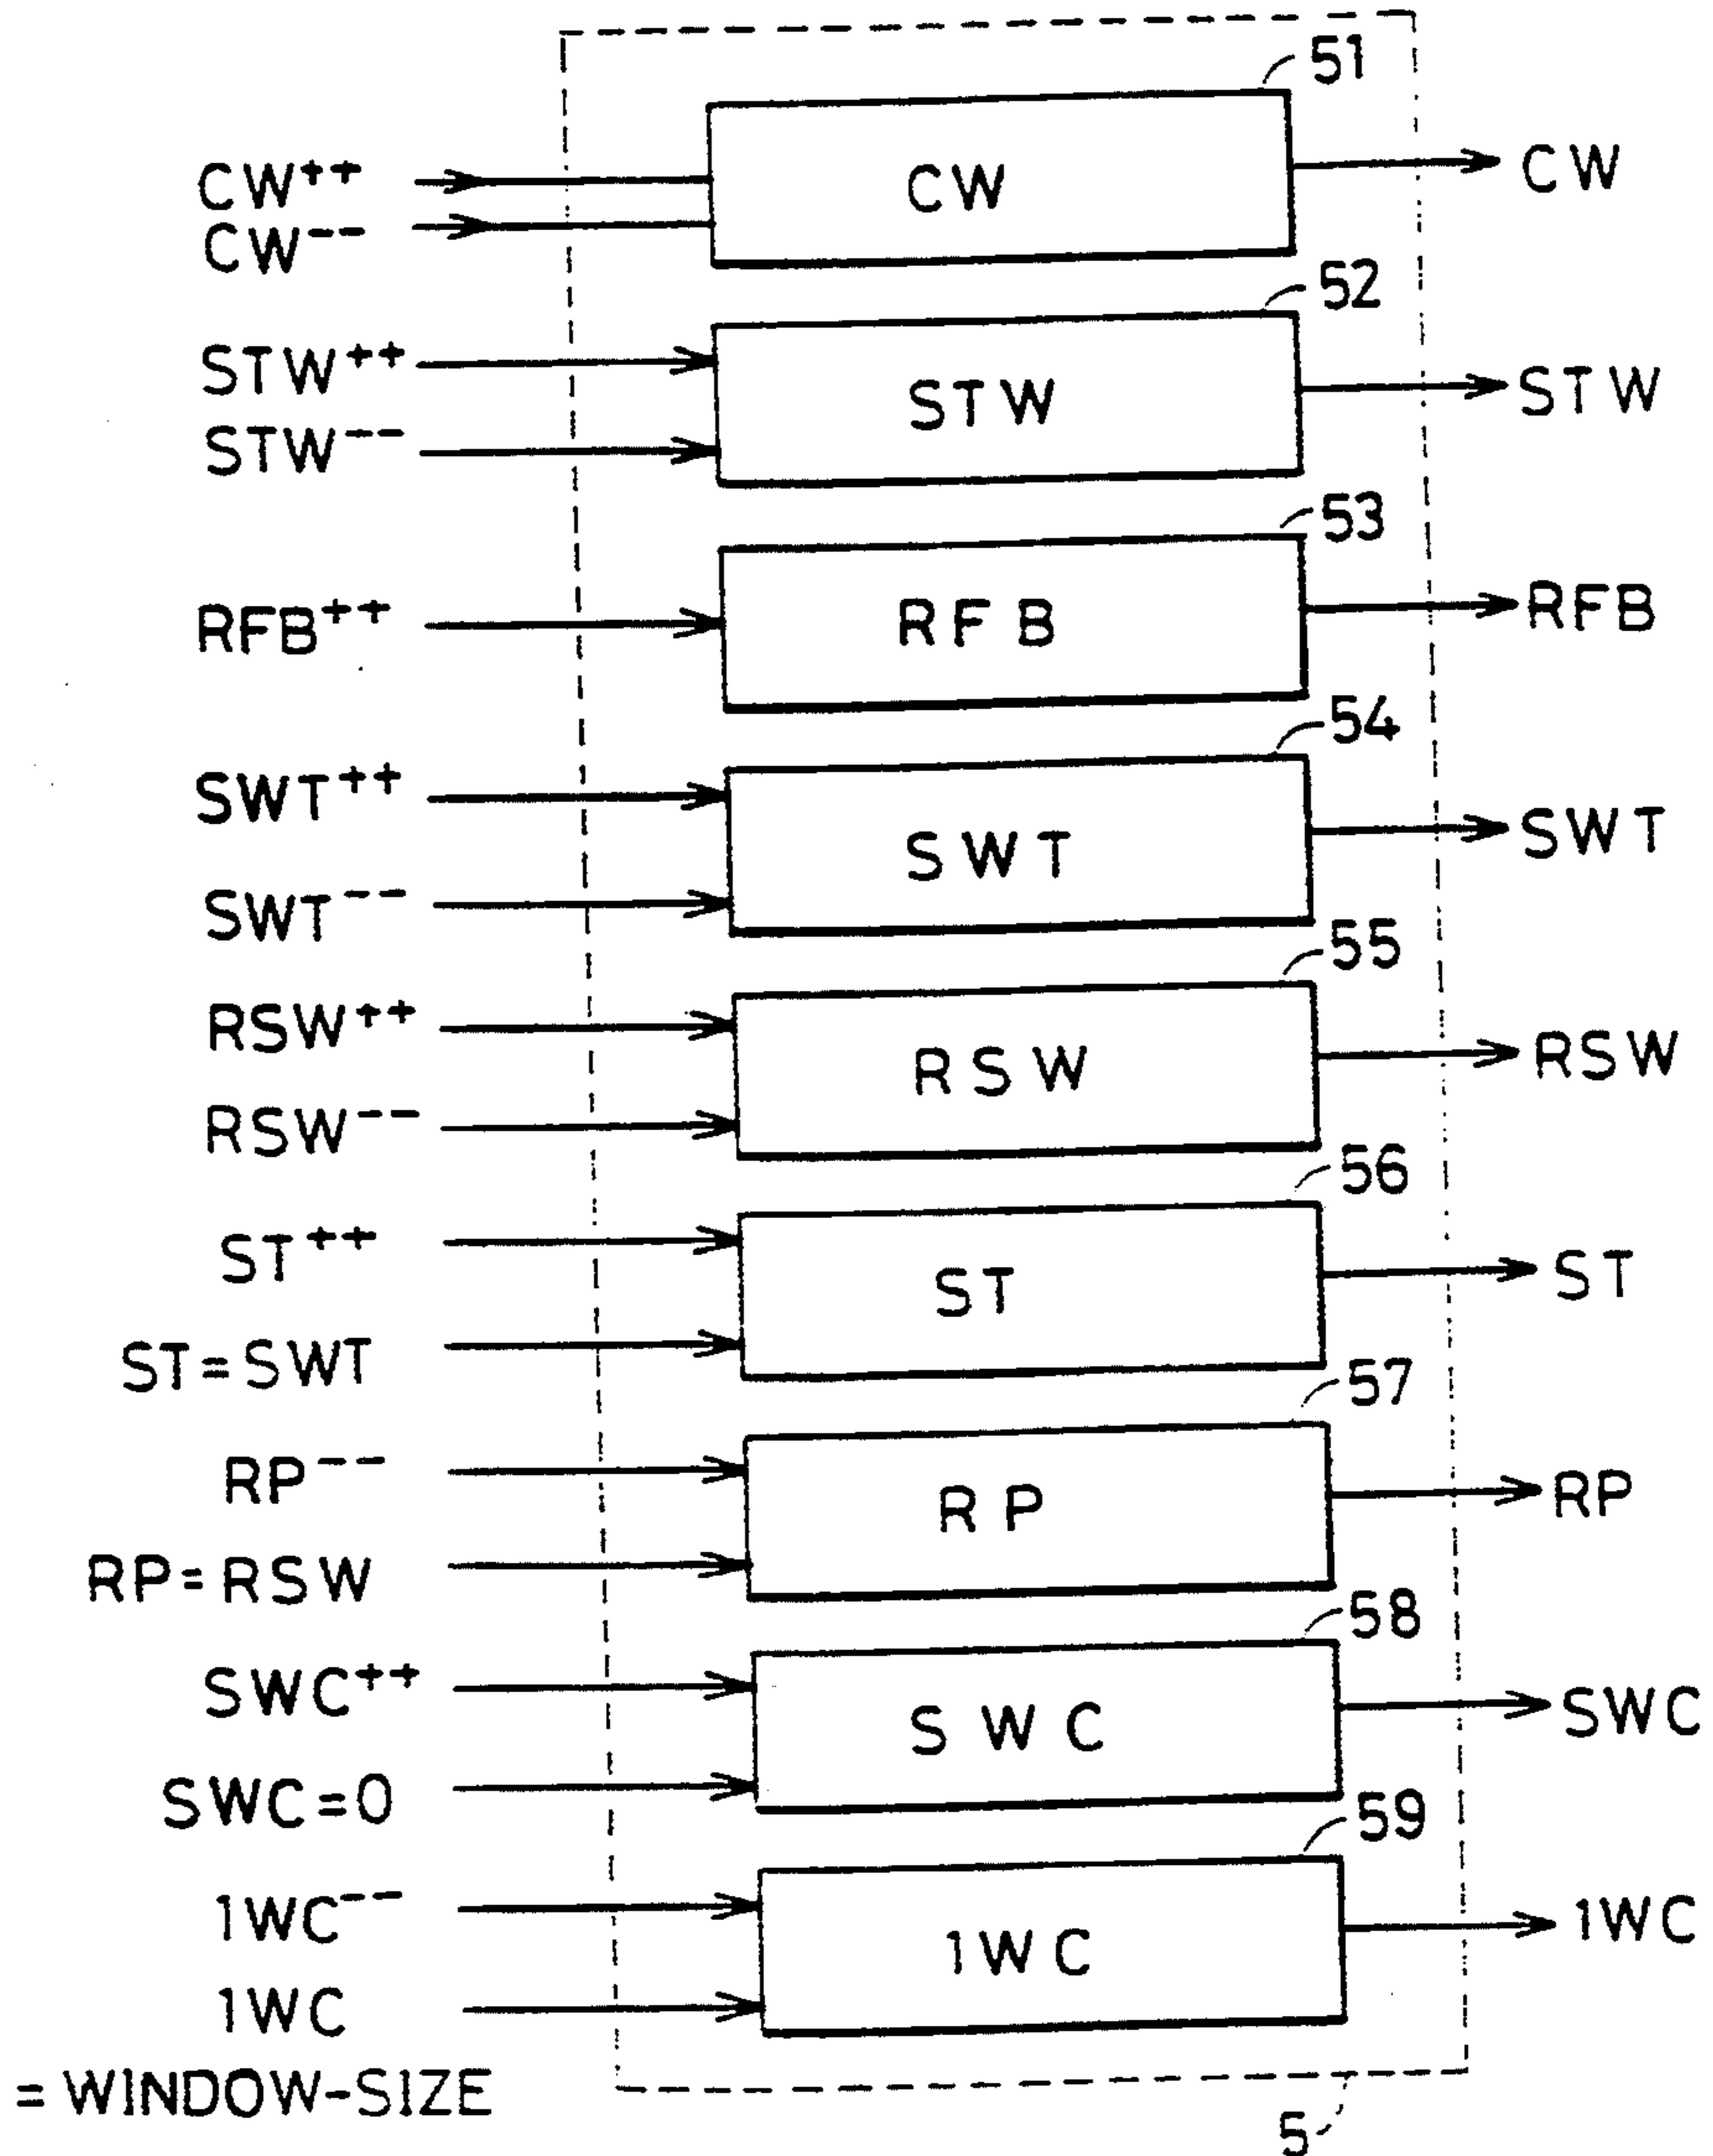 51
CW++
CW--
CW
CW
52
STW++
STW--
STW
STW
53
RFB++
RFB
RFB
54
SWT++
SWT--
SWT
SWT
55
RSW++
RSW--
RSW
RSW
56
ST++
ST=SWT
ST
ST
57
RP--
RP=RSW
RP
RP
58
SWC++
SWC=0
SWC
SWC
59
1WC--
1WC
=WINDOW-SIZE
1WC
1WC
5